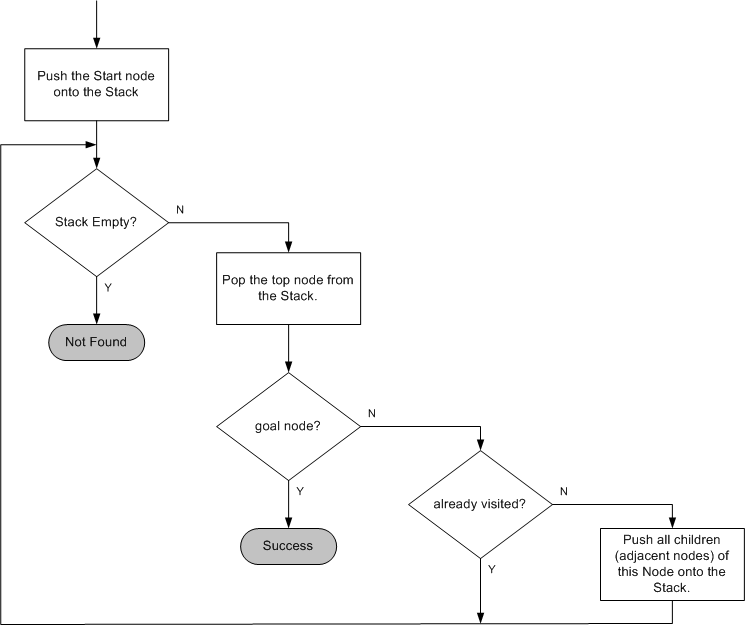 Push the Start node
onto the Stack
Stack Empty?
N
Y
Not Found
Pop the top node from
the Stack.
goal node?
N
Y
Success
already visited?
N
Y
Push all children
(adjacent nodes) of
this Node onto the
Stack.